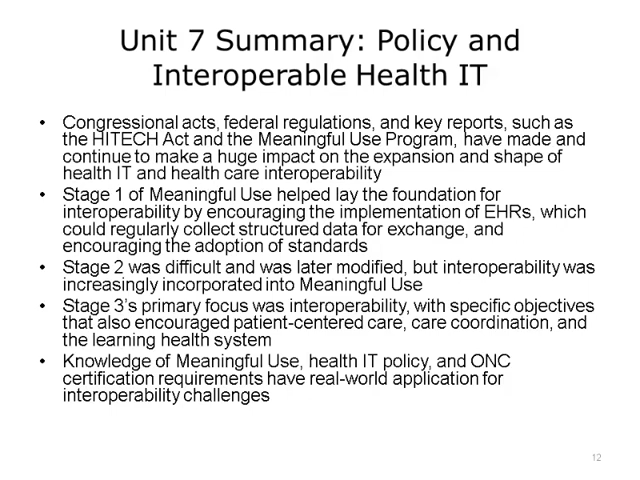 Unit 7 Summary: Policy and
Interoperable Health IT
• Congressional acts, federal regulations, and key reports, such as
the HITECH Act and the Meaningful Use Program, have made and
continue to make a huge impact on the expansion and shape of
health IT and health care interoperability
• Stage 1 of Meaningful Use helped lay the foundation for
interoperability by encouraging the implementation of EHRs, which
could regularly collect structured data for exchange, and
encouraging the adoption of standards
• Stage 2 was difficult and was later modified, but interoperability was
increasingly incorporated into Meaningful Use
• Stage 3's primary focus was interoperability, with specific objectives
that also encouraged patient-centered care, care coordination, and
the learning health system
• Knowledge of Meaningful Use, health IT policy, and ONC
certification requirements have real-world application for
interoperability challenges
12